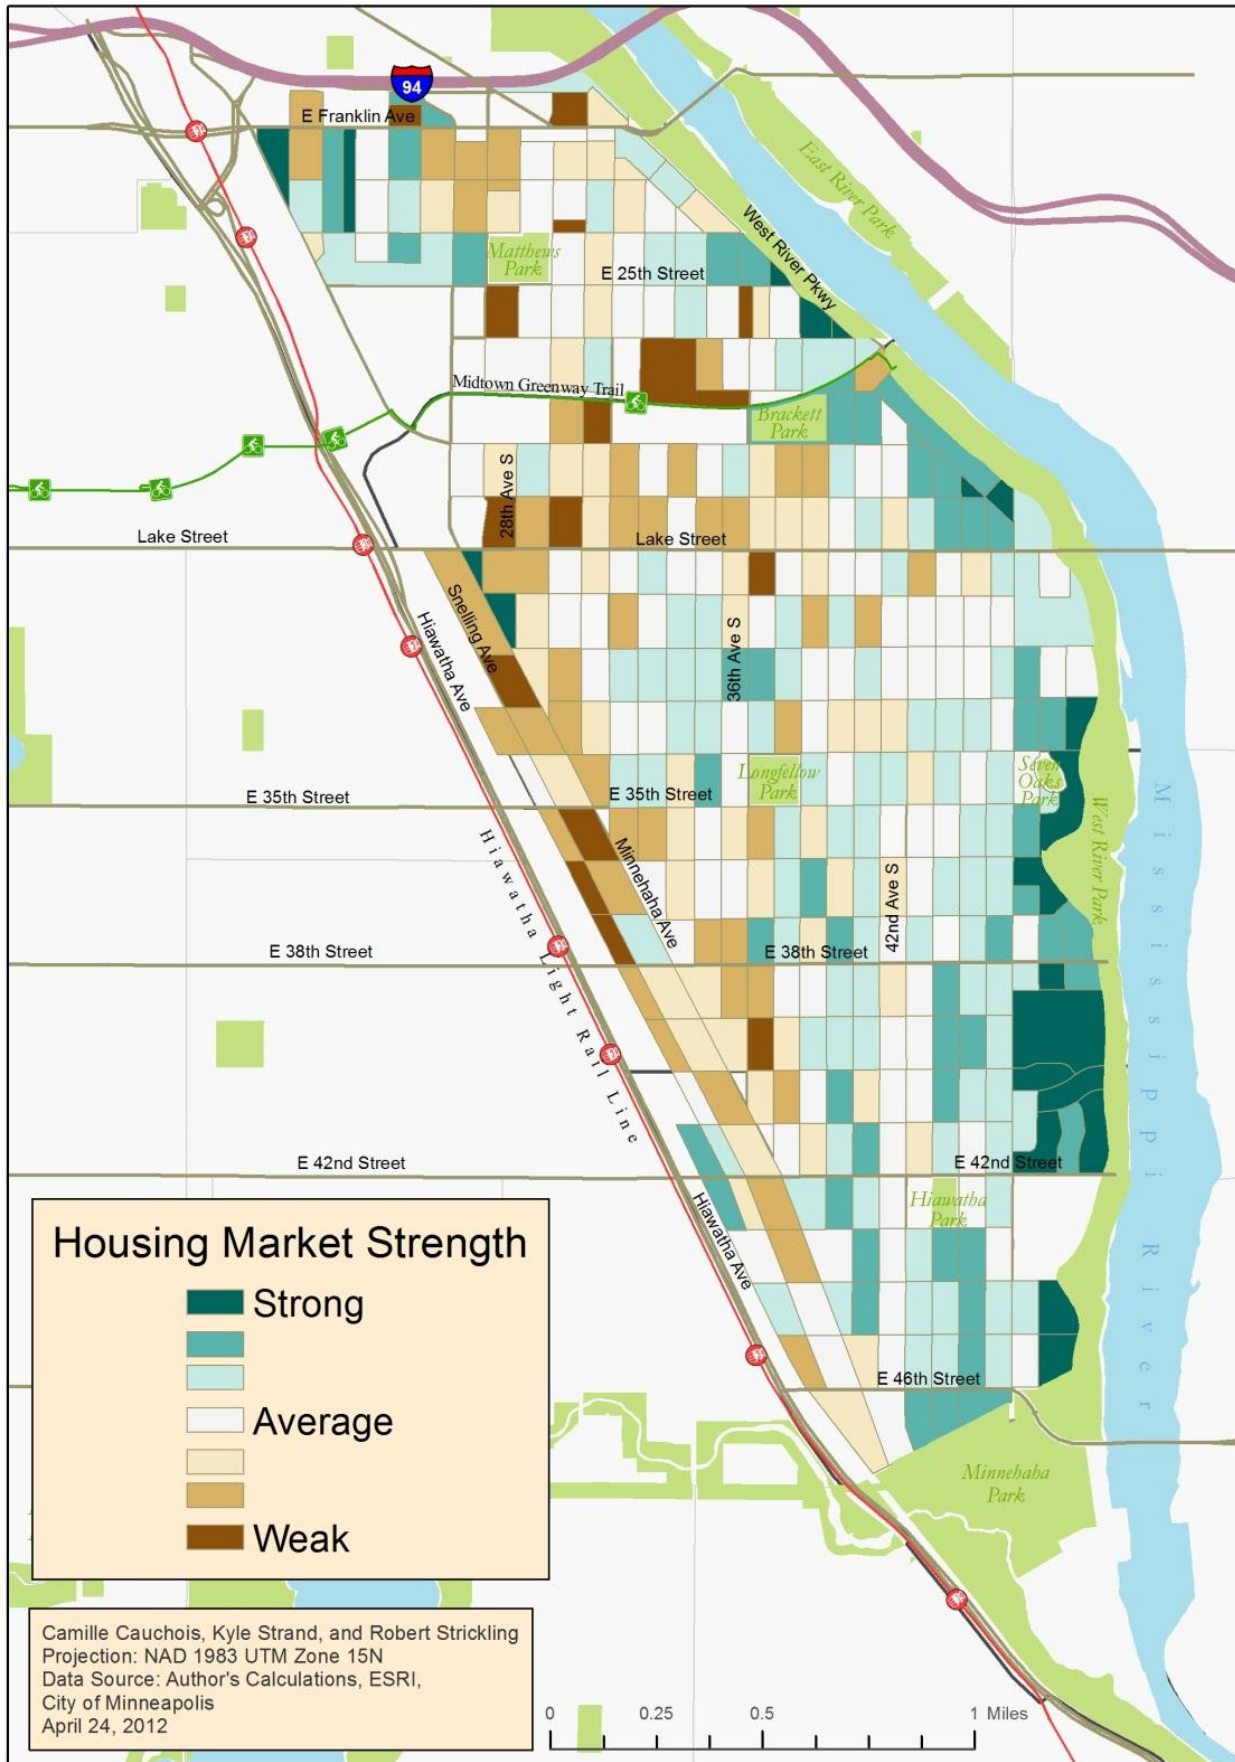 94
E Franklin Ave
East River Park
West River Pkwy
Matthews
Park
E 25th Street
Midtown Greenway Trail
Brackett
Park
28th Ave S
Lake Street
Lake Street
Snelling Ave
Hiawatha Ave
36th Ave S
Longfellow
Park
Seven
Oaks
Park
E 35th Street
E 35th Street
West River Park
Mississippi River
Hiawatha Light Rail Line
Minnehaha Ave
42nd Ave S
E 38th Street
E 38th Street
E 42nd Street
E 42nd Street
Hiawatha Ave
Hiawatha
Park
E 46th Street
Minnehaha
Park
Housing Market Strength
Strong
Average
Weak
Camille Cauchois, Kyle Strand, and Robert Strickling
Projection: NAD 1983 UTM Zone 15N
Data Source: Author's Calculations, ESRI,
City of Minneapolis
April 24, 2012
0 0.25 0.5 1 Miles